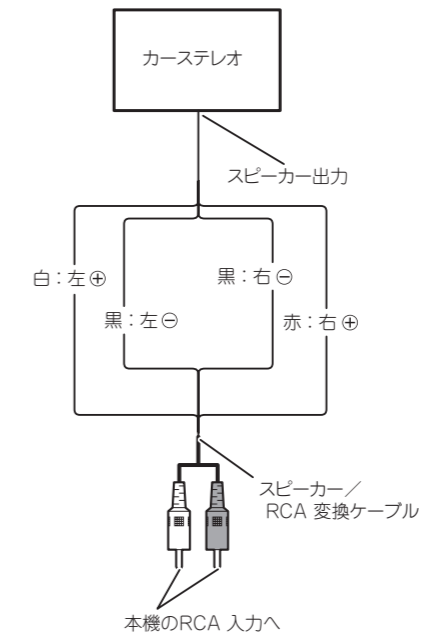 カーステレオ
スピーカー出力
白：左⊕
黒：右⊖
黒：左⊖
赤：右⊕
スピーカー／
RCA 変換ケーブル
本機のRCA 入力へ